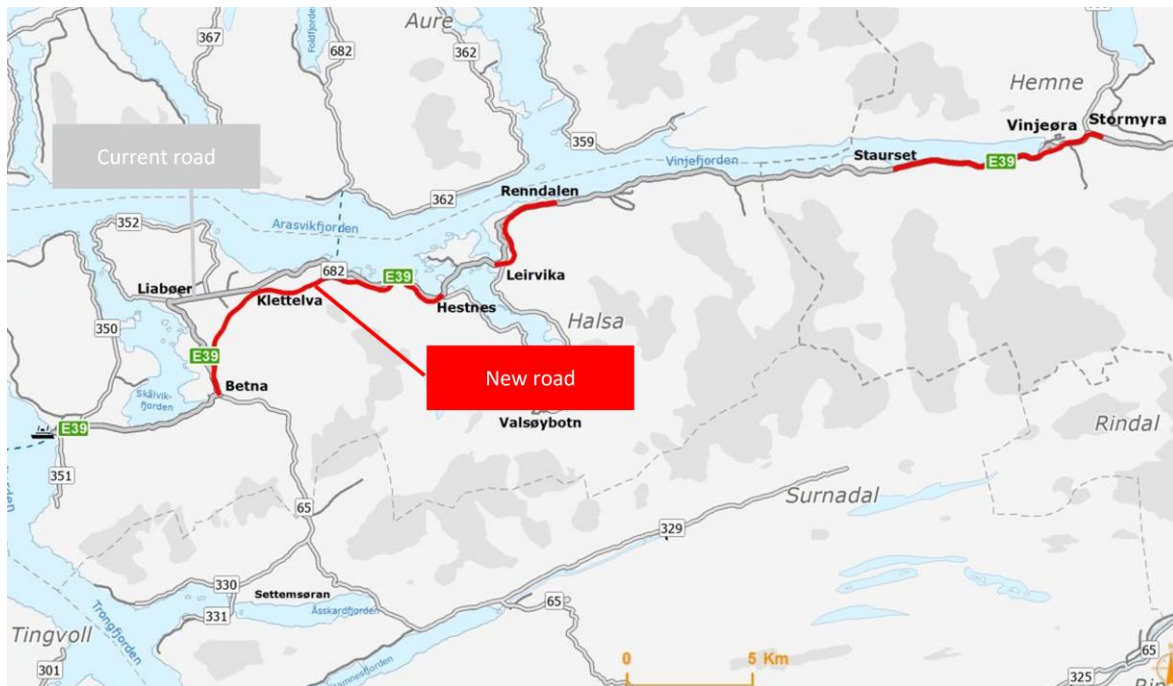 367
Aure
Foldfjorden
682
362
Hemne
Vinjeøra
Stormyra
Current road
359
Vinjefjorden
Staurset
E39
Renndalen
362
352
Arasvikfjorden
682
E39
Leirvika
Liabøer
Klettelva
Hestnes
Halsa
350
E39
New road
Betna
Skålvik-
fjorden
Valsøybotn
E39
Rindal
351
Surnadal
65
329
330
Settemsøran
331
Åsskardfjorden
65
Trongfjorden
Tingvoll
301
0
5 Km
65
325